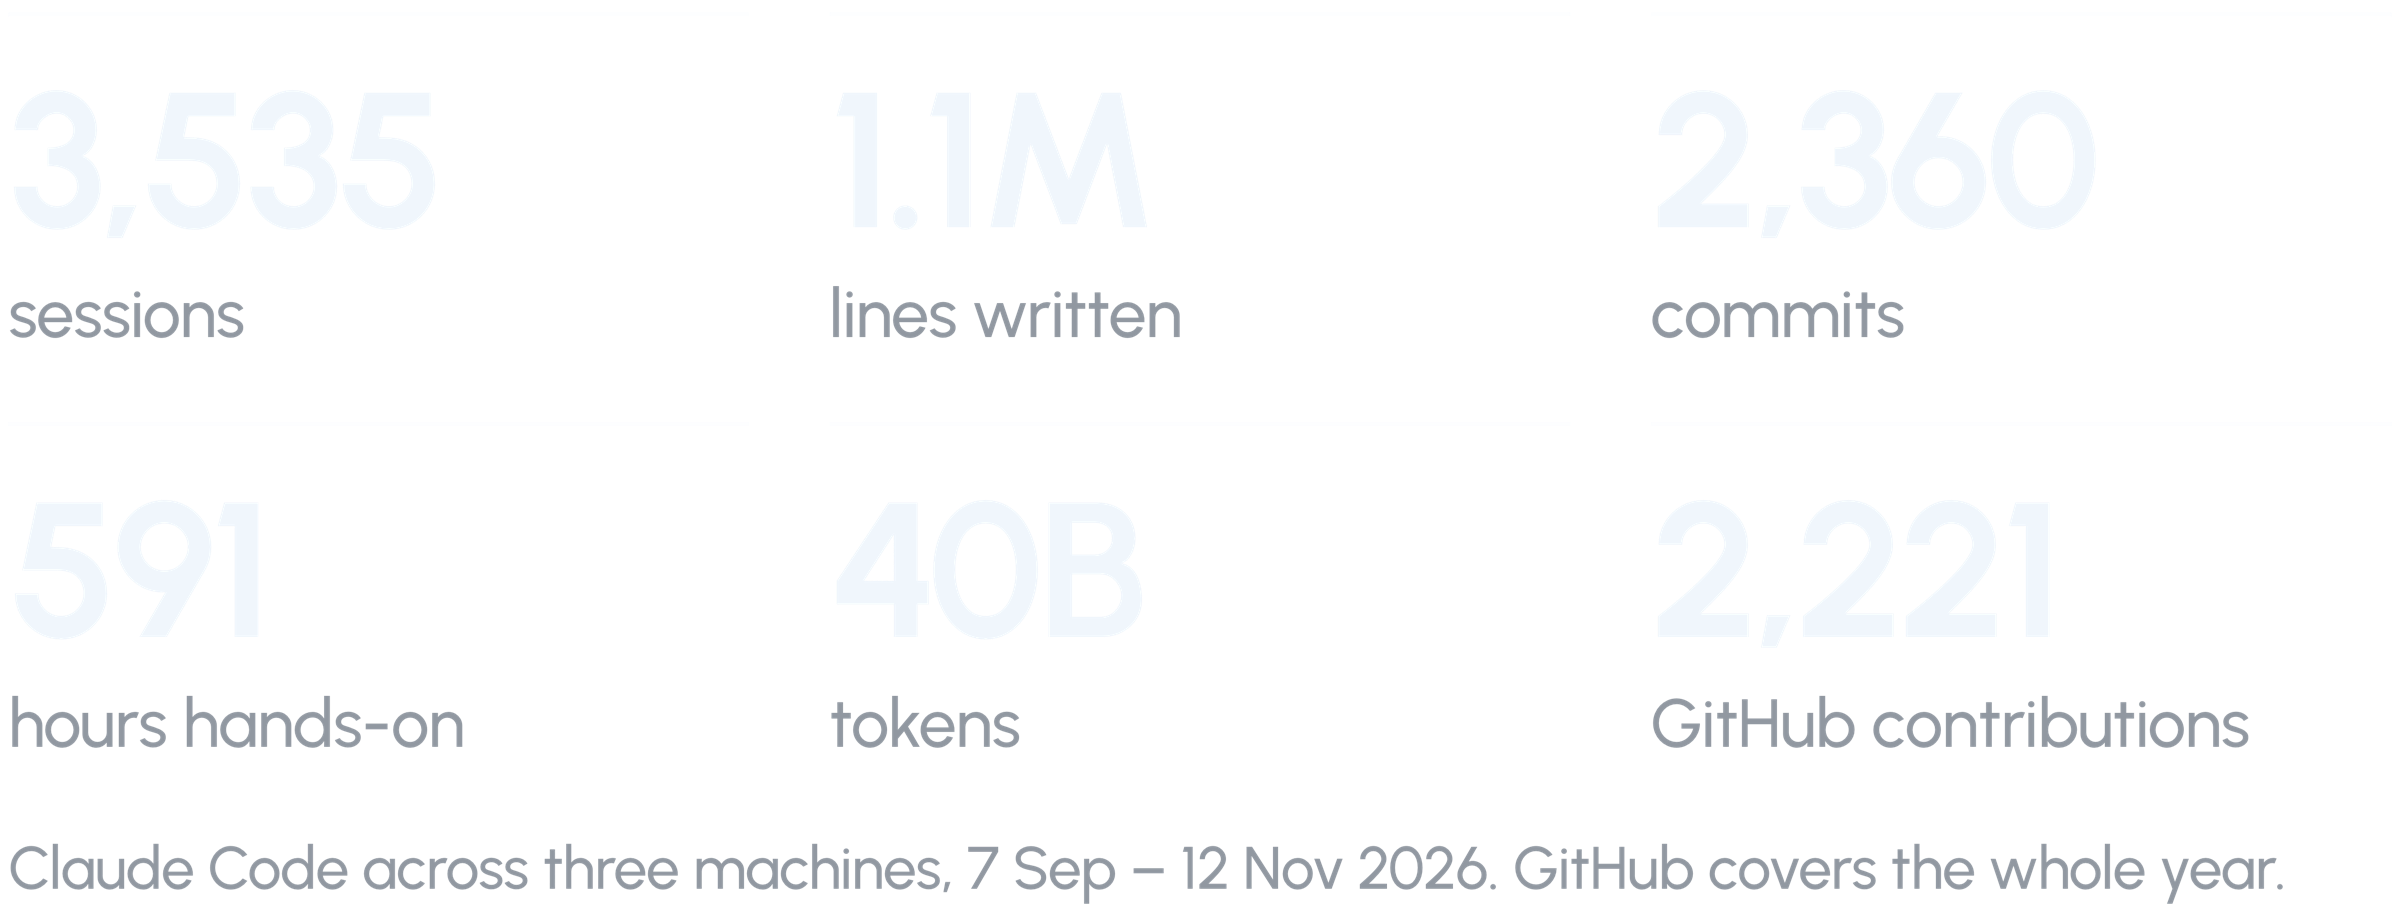 3,535 1.1M 2,360
sessions lines written commits
591 40B 2,221
hours hands-on tokens GitHub contributions
Claude Code across three machines, 7 Sep – 12 Nov 2026. GitHub covers the whole year.